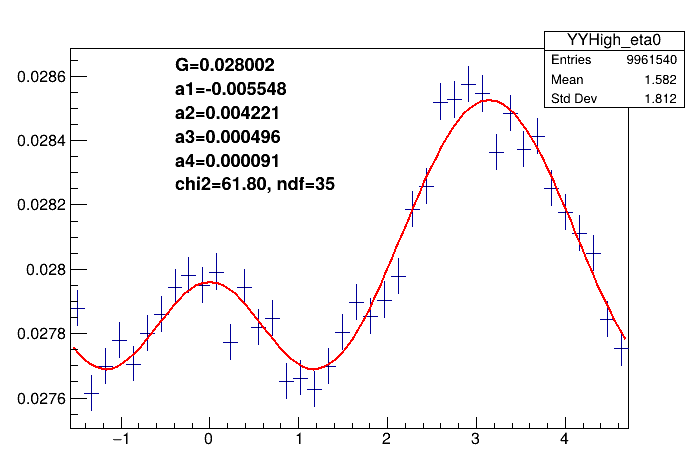 YYHigh_eta0
Entries 9961540
Mean 1.582
Std Dev 1.812
G=0.028002
a1=-0.005548
a2=0.004221
a3=0.000496
a4=0.000091
chi2=61.80, ndf=35
0.0286
0.0284
0.0282
0.028
0.0278
0.0276
−1 0 1 2 3 4